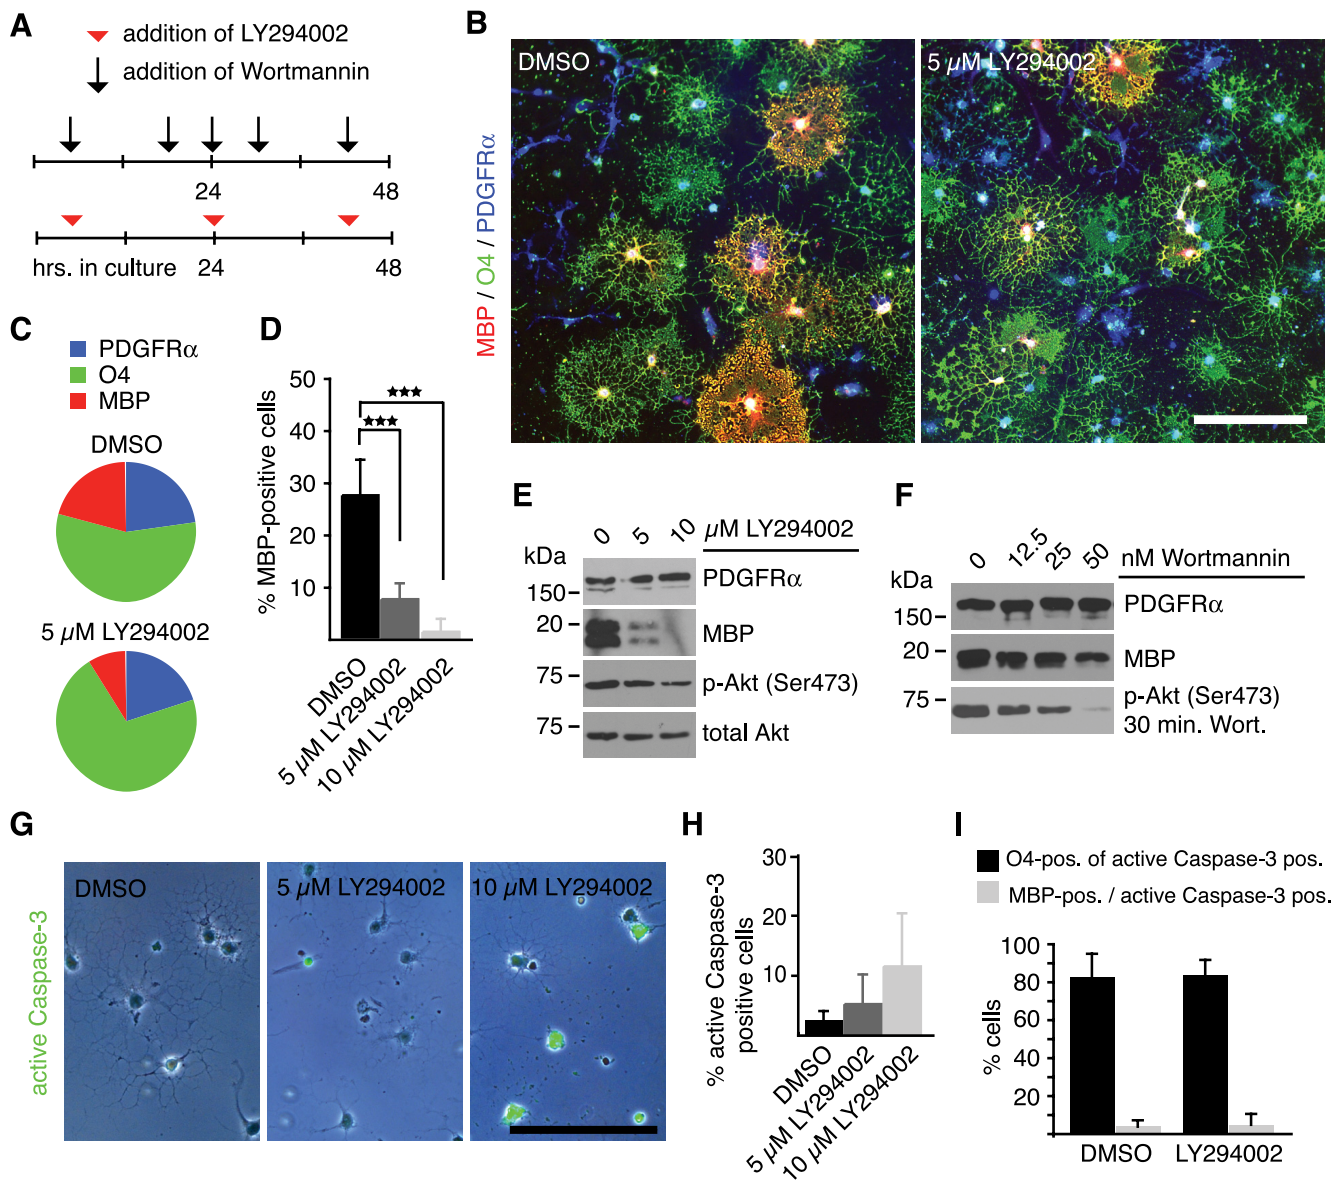 A
addition of LY294002
addition of Wortmannin
24
48
hrs. in culture
24
48
B
MBP / O4 / PDGFRα
DMSO
5 µM LY294002
C
PDGFRα
O4
MBP
DMSO
5 µM LY294002
D
% MBP-positive cells
50
40
30
20
10
★★★
★★★
DMSO
5 µM LY294002
10 µM LY294002
E
0 5 10 µM LY294002
kDa
150
PDGFRα
20
MBP
75
p-Akt (Ser473)
75
total Akt
F
0 12.5 25 50 nM Wortmannin
kDa
150
PDGFRα
20
MBP
75
p-Akt (Ser473)
30 min. Wort.
G
active Caspase-3
DMSO
5 µM LY294002
10 µM LY294002
H
% active Caspase-3
positive cells
30
20
10
DMSO
5 µM LY294002
10 µM LY294002
I
O4-pos. of active Caspase-3 pos.
MBP-pos. / active Caspase-3 pos.
% cells
100
80
60
40
20
DMSO
LY294002